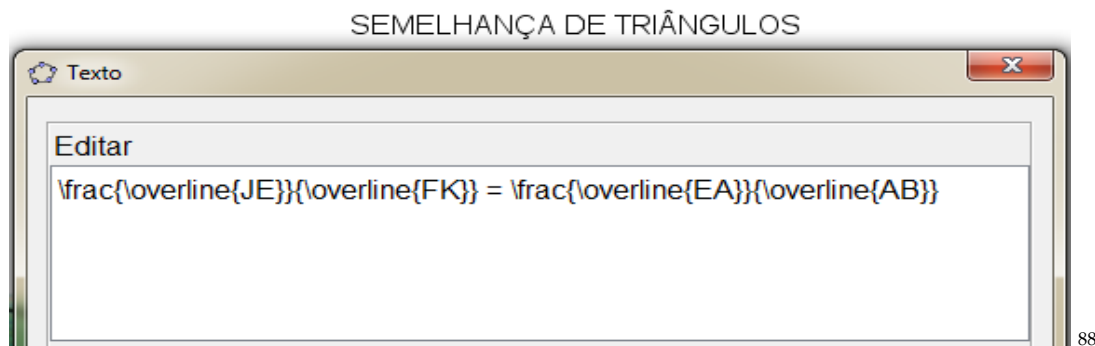 SEMELHANÇA DE TRIÂNGULOS
Texto
Editar
\frac{\overline{JE}}{\overline{FK}} = \frac{\overline{EA}}{\overline{AB}}
88